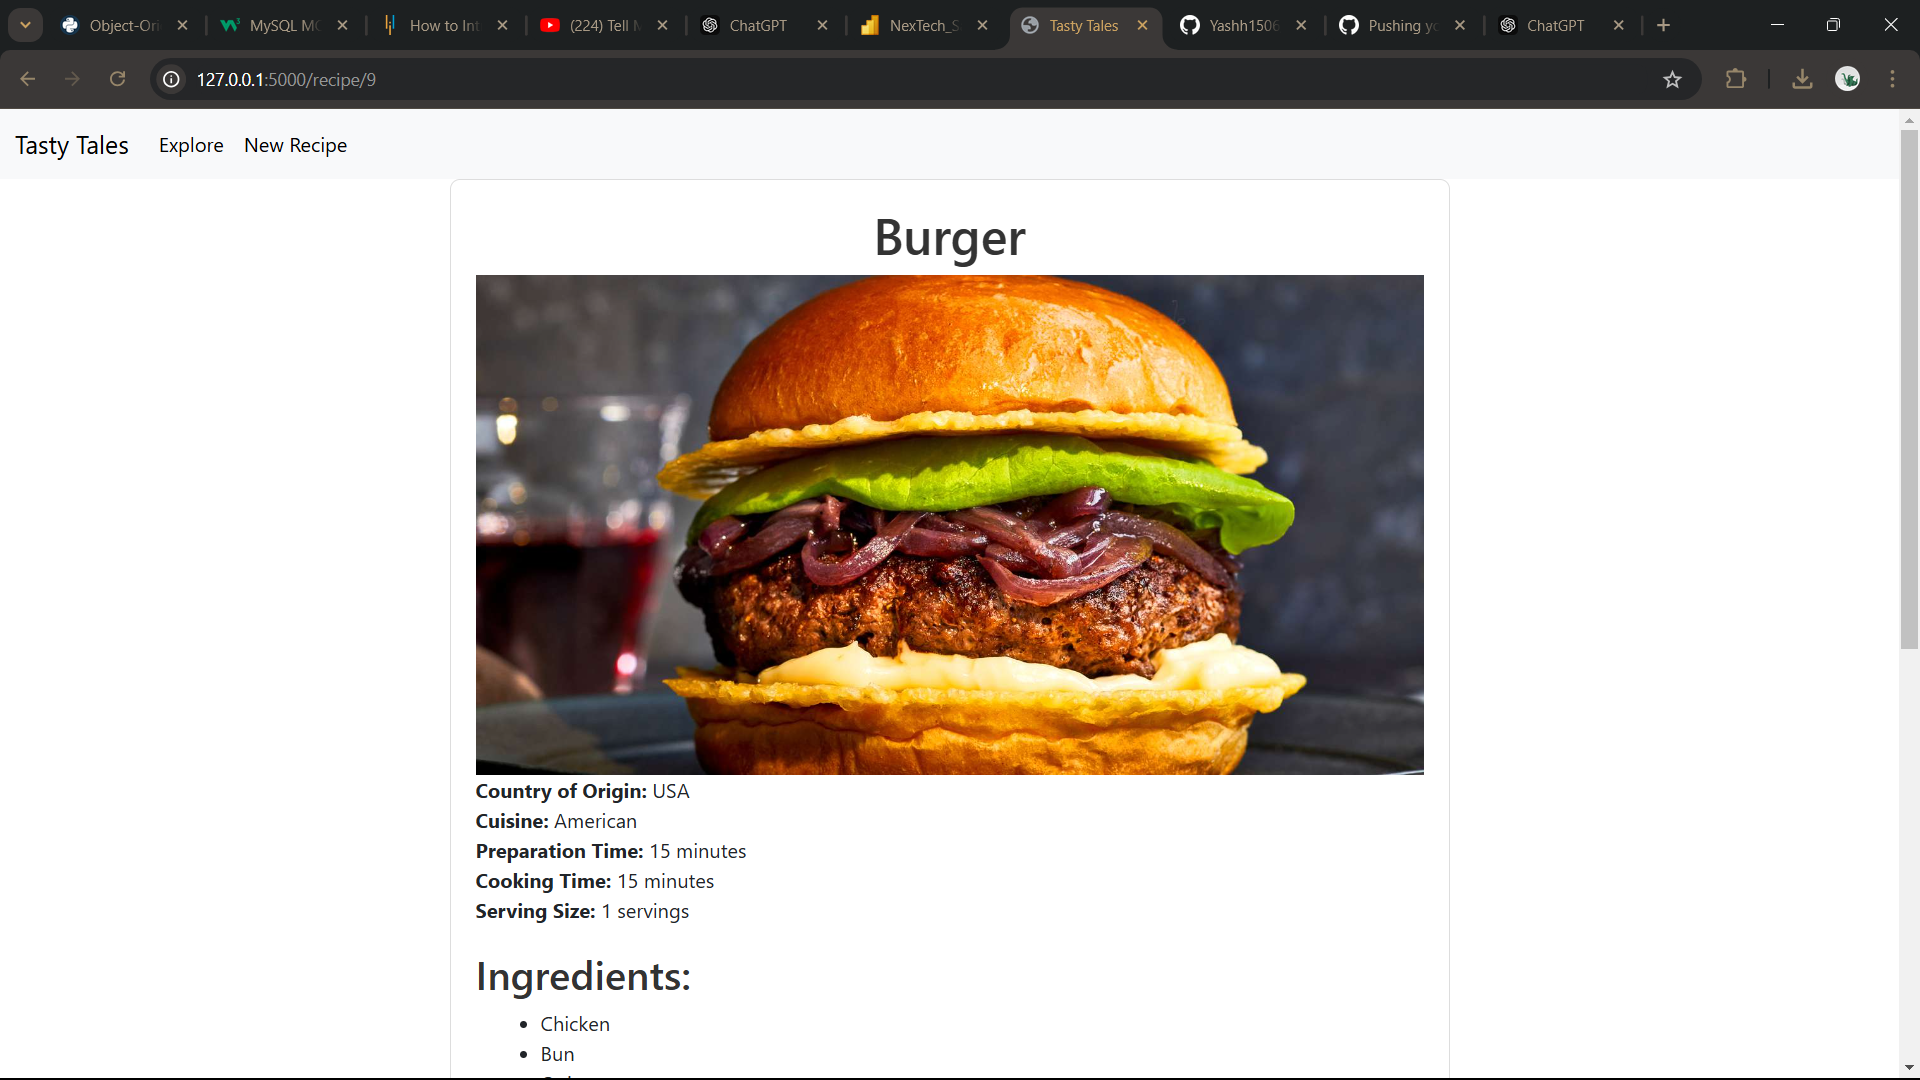 Object-Ori
MySQL MC
How to Int
(224) Tell M
ChatGPT
NexTech_S
Tasty Tales
Yashh1506
Pushing yo
ChatGPT
127.0.0.1:5000/recipe/9
Tasty Tales
Explore
New Recipe
Burger
Country of Origin: USA
Cuisine: American
Preparation Time: 15 minutes
Cooking Time: 15 minutes
Serving Size: 1 servings
Ingredients:
• Chicken
• Bun